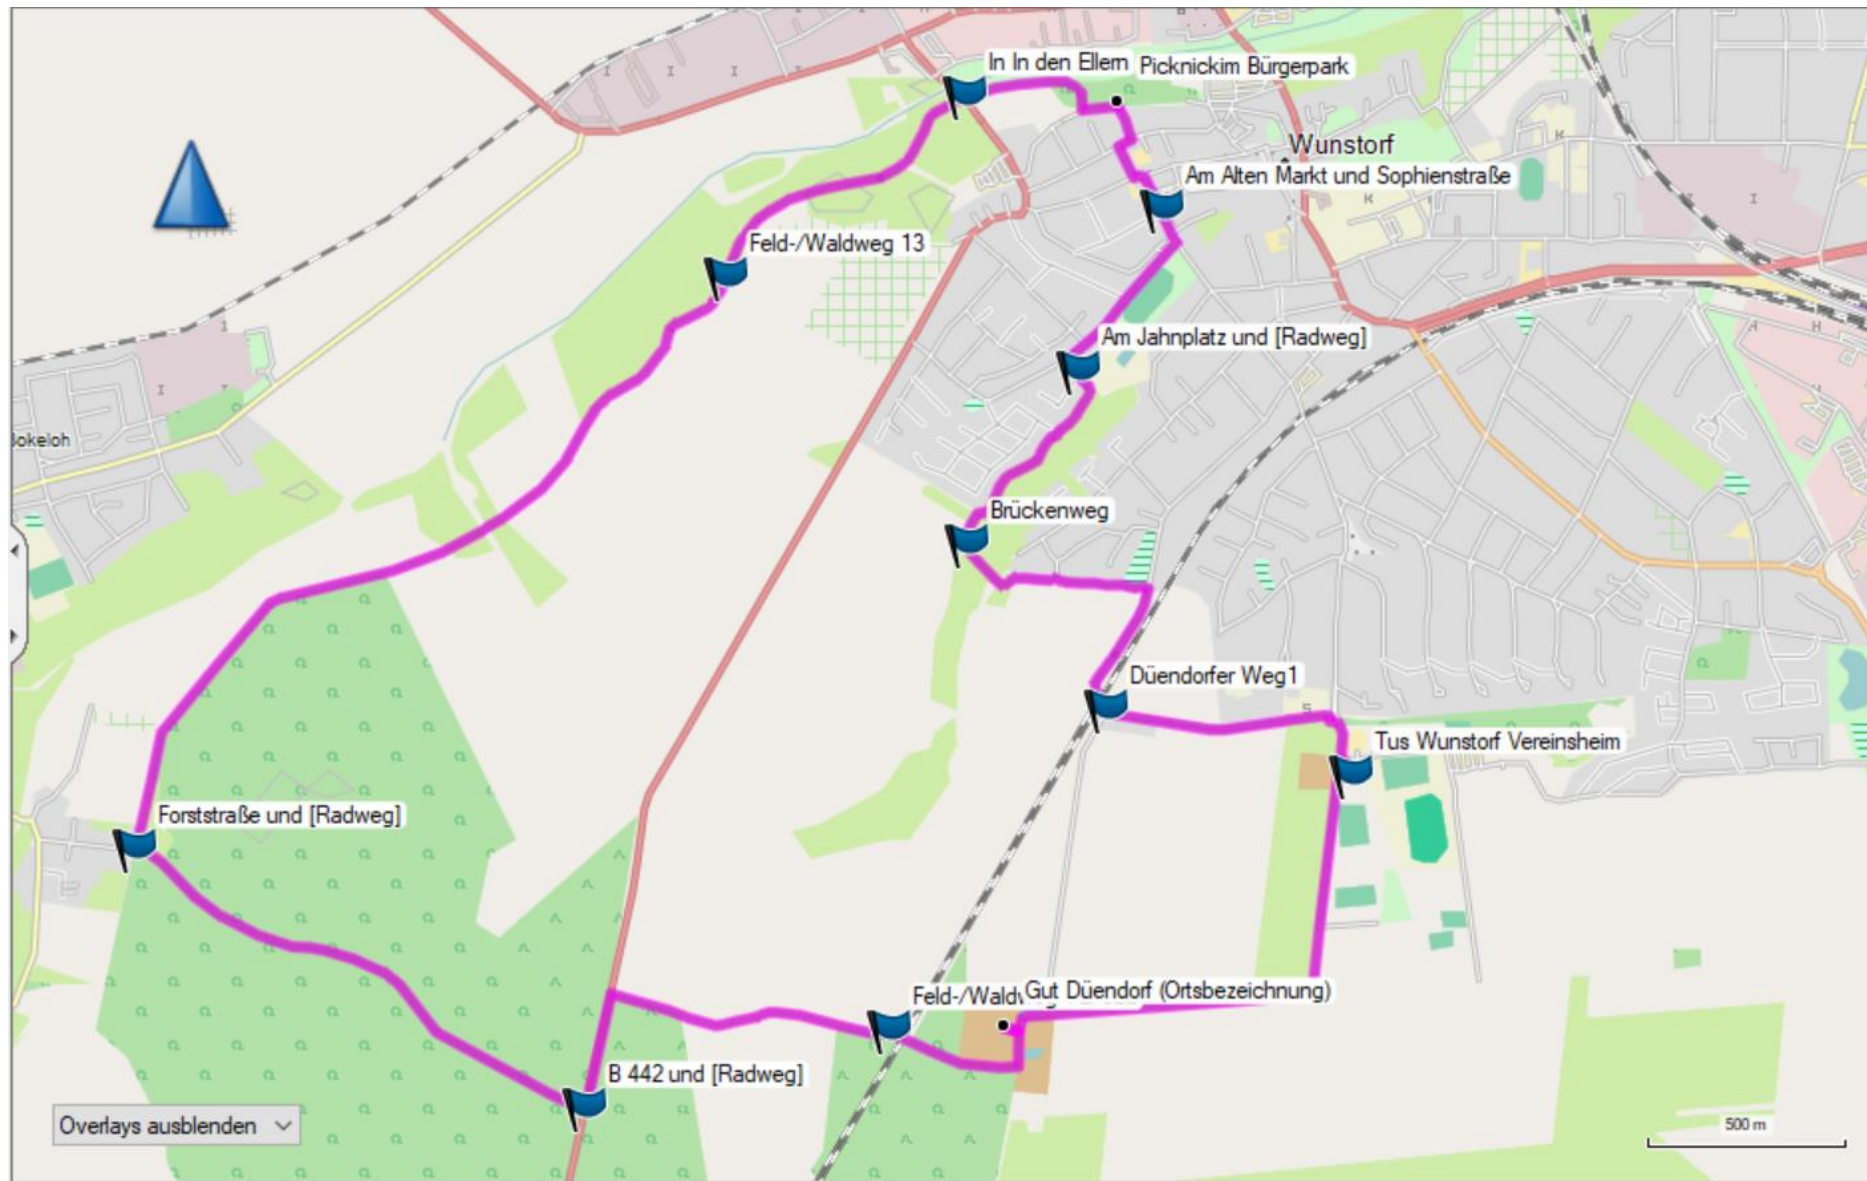 In In den Ellern
Picknickim Bürgerpark
Wunstorf
Am Alten Markt und Sophienstraße
Feld-/Waldweg 13
Am Jahnplatz und [Radweg]
Bokeloh
Brückenweg
Düendorfer Weg1
Tus Wunstorf Vereinsheim
Forststraße und [Radweg]
Gut Düendorf (Ortsbezeichnung)
B 442 und [Radweg]
Overlays ausblenden
500 m